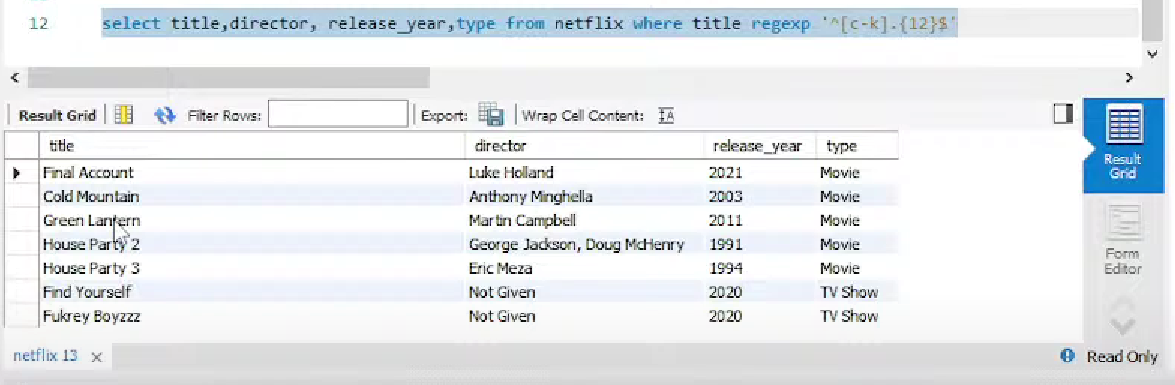 12 select title,director, release_year,type from netflix where title regexp '^[c-k].{12}$'
Result Grid Filter Rows: Export: Wrap Cell Content:
title director release_year type
Final Account Luke Holland 2021 Movie
Cold Mountain Anthony Minghella 2003 Movie
Green Lantern Martin Campbell 2011 Movie
House Party 2 George Jackson, Doug McHenry 1991 Movie
House Party 3 Eric Meza 1994 Movie
Find Yourself Not Given 2020 TV Show
Fukrey Boyzzz Not Given 2020 TV Show
Result
Grid
Form
Editor
netflix 13 Read Only